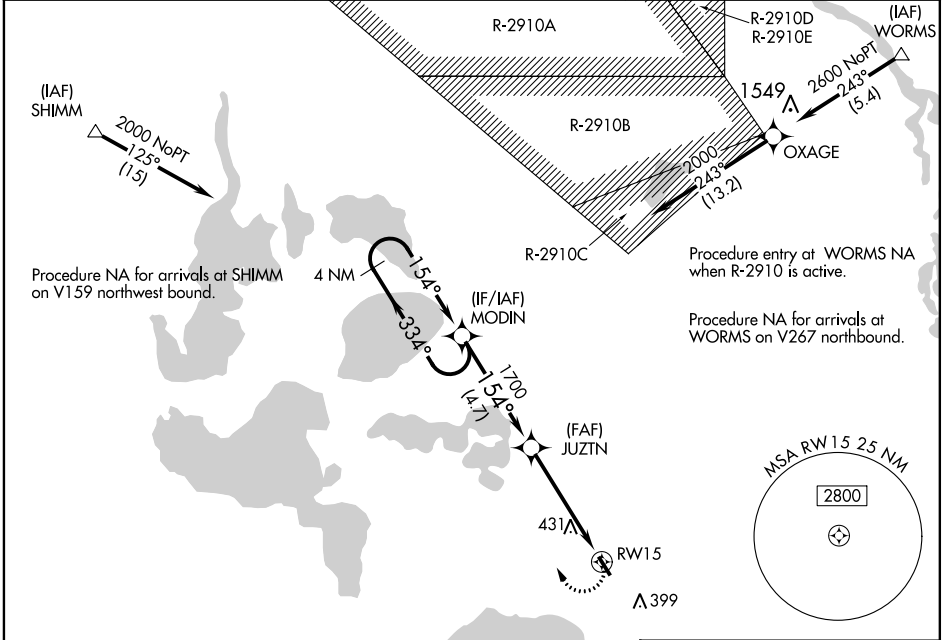 R-2910A
R-2910D
R-2910E
(IAF)
WORMS
2600 NoPT
243°
(5.4)
1549
(IAF)
SHIMM
2000 NoPT
125°
(15)
R-2910B
OXAGE
2000
243°
(13.2)
R-2910C
Procedure entry at WORMS NA
when R-2910 is active.
Procedure NA for arrivals at SHIMM
on V159 northwest bound.
4 NM
154°
334°
(IF/IAF)
MODIN
Procedure NA for arrivals at
WORMS on V267 northbound.
1700
154°
(4.7)
(FAF)
JUZTN
MSA RW15 25 NM
2800
431
RW15
399